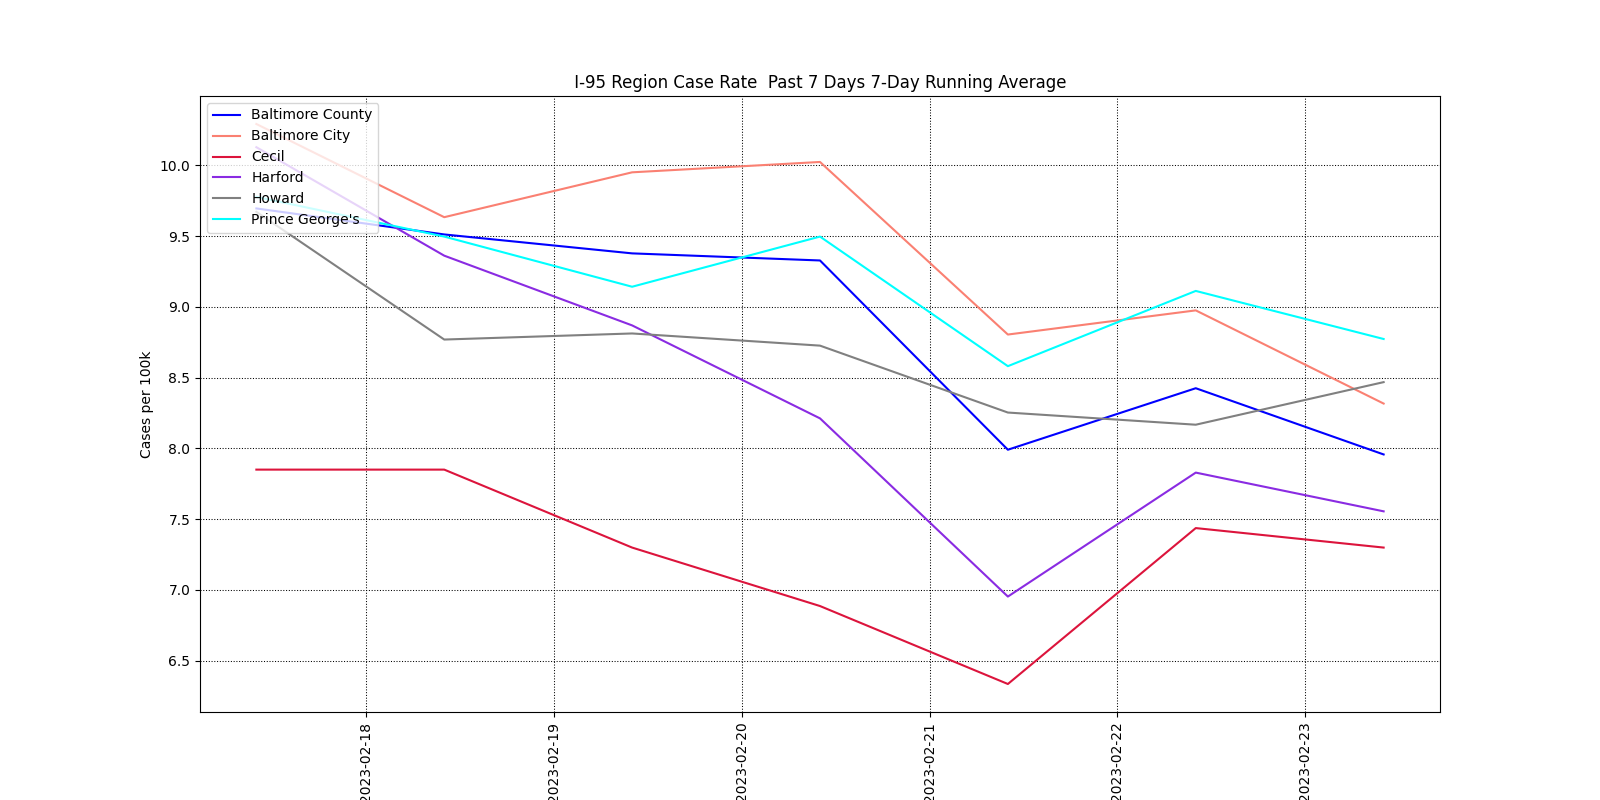 I-95 Region Case Rate  Past 7 Days 7-Day Running Average
Baltimore County
Baltimore City
Cecil
Harford
Howard
Prince George's
Cases per 100k
10.0
9.5
9.0
8.5
8.0
7.5
7.0
6.5
2023-02-18
2023-02-19
2023-02-20
2023-02-21
2023-02-22
2023-02-23